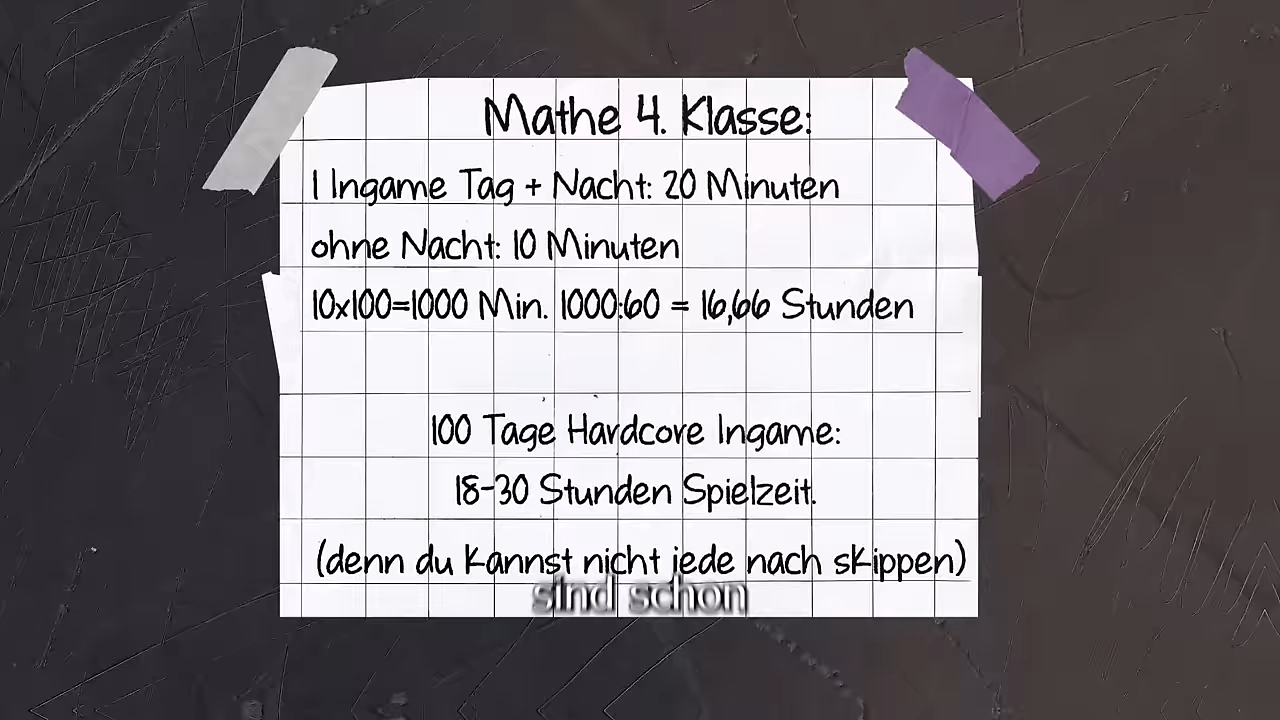 Mathe 4. Klasse:
1 Ingame Tag + Nacht: 20 Minuten
ohne Nacht: 10 Minuten
10x100=1000 Min. 1000:60 = 16,66 Stunden
100 Tage Hardcore Ingame:
18-30 Stunden Spielzeit.
(denn du kannst nicht jede nach skippen)
sind schon